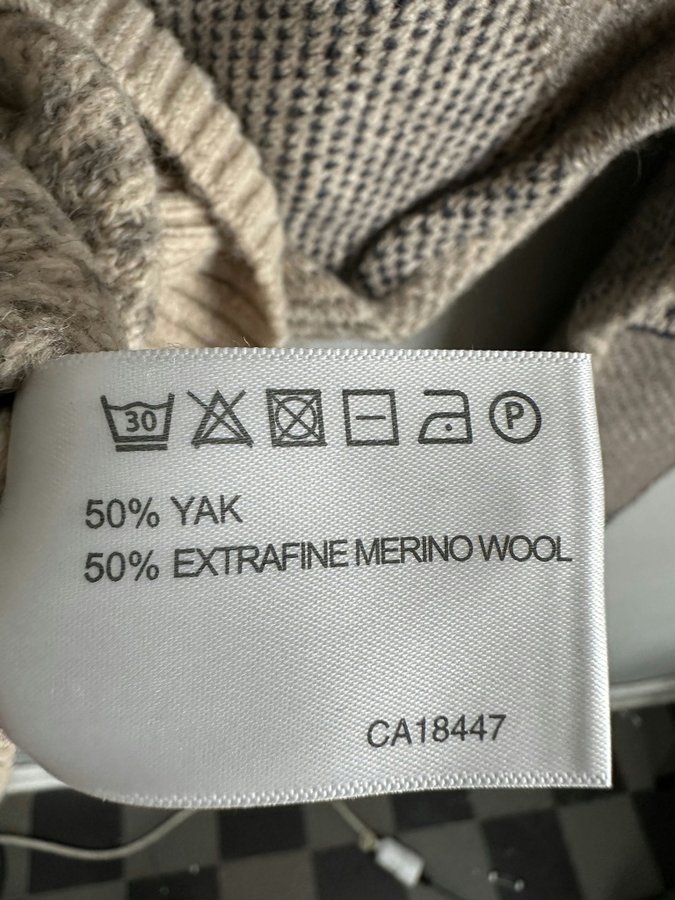 30 P
50% YAK
50% EXTRAFINE MERINO WOOL
CA18447